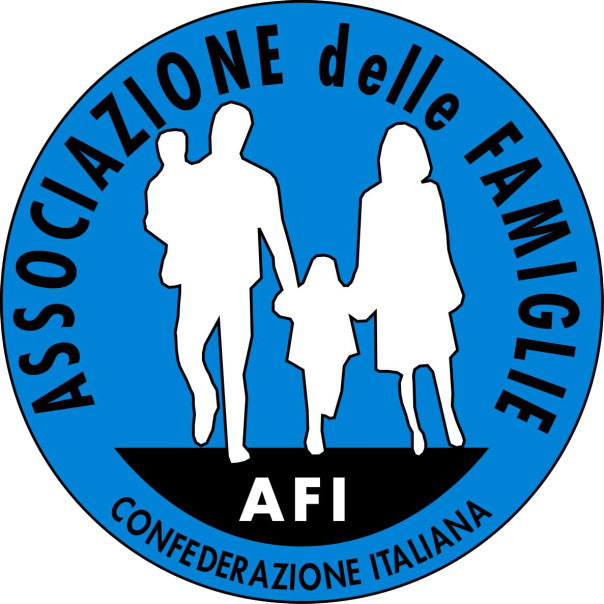 ASSOCIAZIONE delle FAMIGLIE
AFI
CONFEDERAZIONE ITALIANA